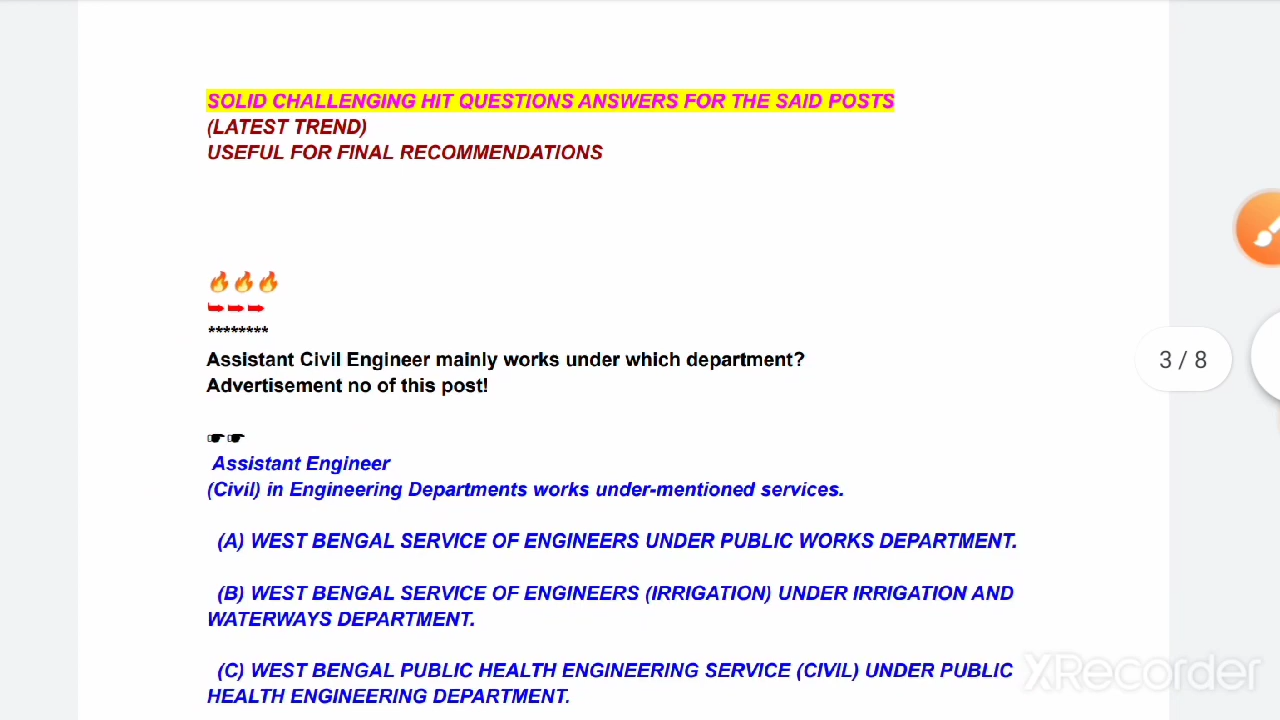 SOLID CHALLENGING HIT QUESTIONS ANSWERS FOR THE SAID POSTS
(LATEST TREND)
USEFUL FOR FINAL RECOMMENDATIONS
********
Assistant Civil Engineer mainly works under which department?
Advertisement no of this post!
3 / 8
Assistant Engineer
(Civil) in Engineering Departments works under-mentioned services.
(A) WEST BENGAL SERVICE OF ENGINEERS UNDER PUBLIC WORKS DEPARTMENT.
(B) WEST BENGAL SERVICE OF ENGINEERS (IRRIGATION) UNDER IRRIGATION AND
WATERWAYS DEPARTMENT.
(C) WEST BENGAL PUBLIC HEALTH ENGINEERING SERVICE (CIVIL) UNDER PUBLIC
HEALTH ENGINEERING DEPARTMENT.
XRecorder